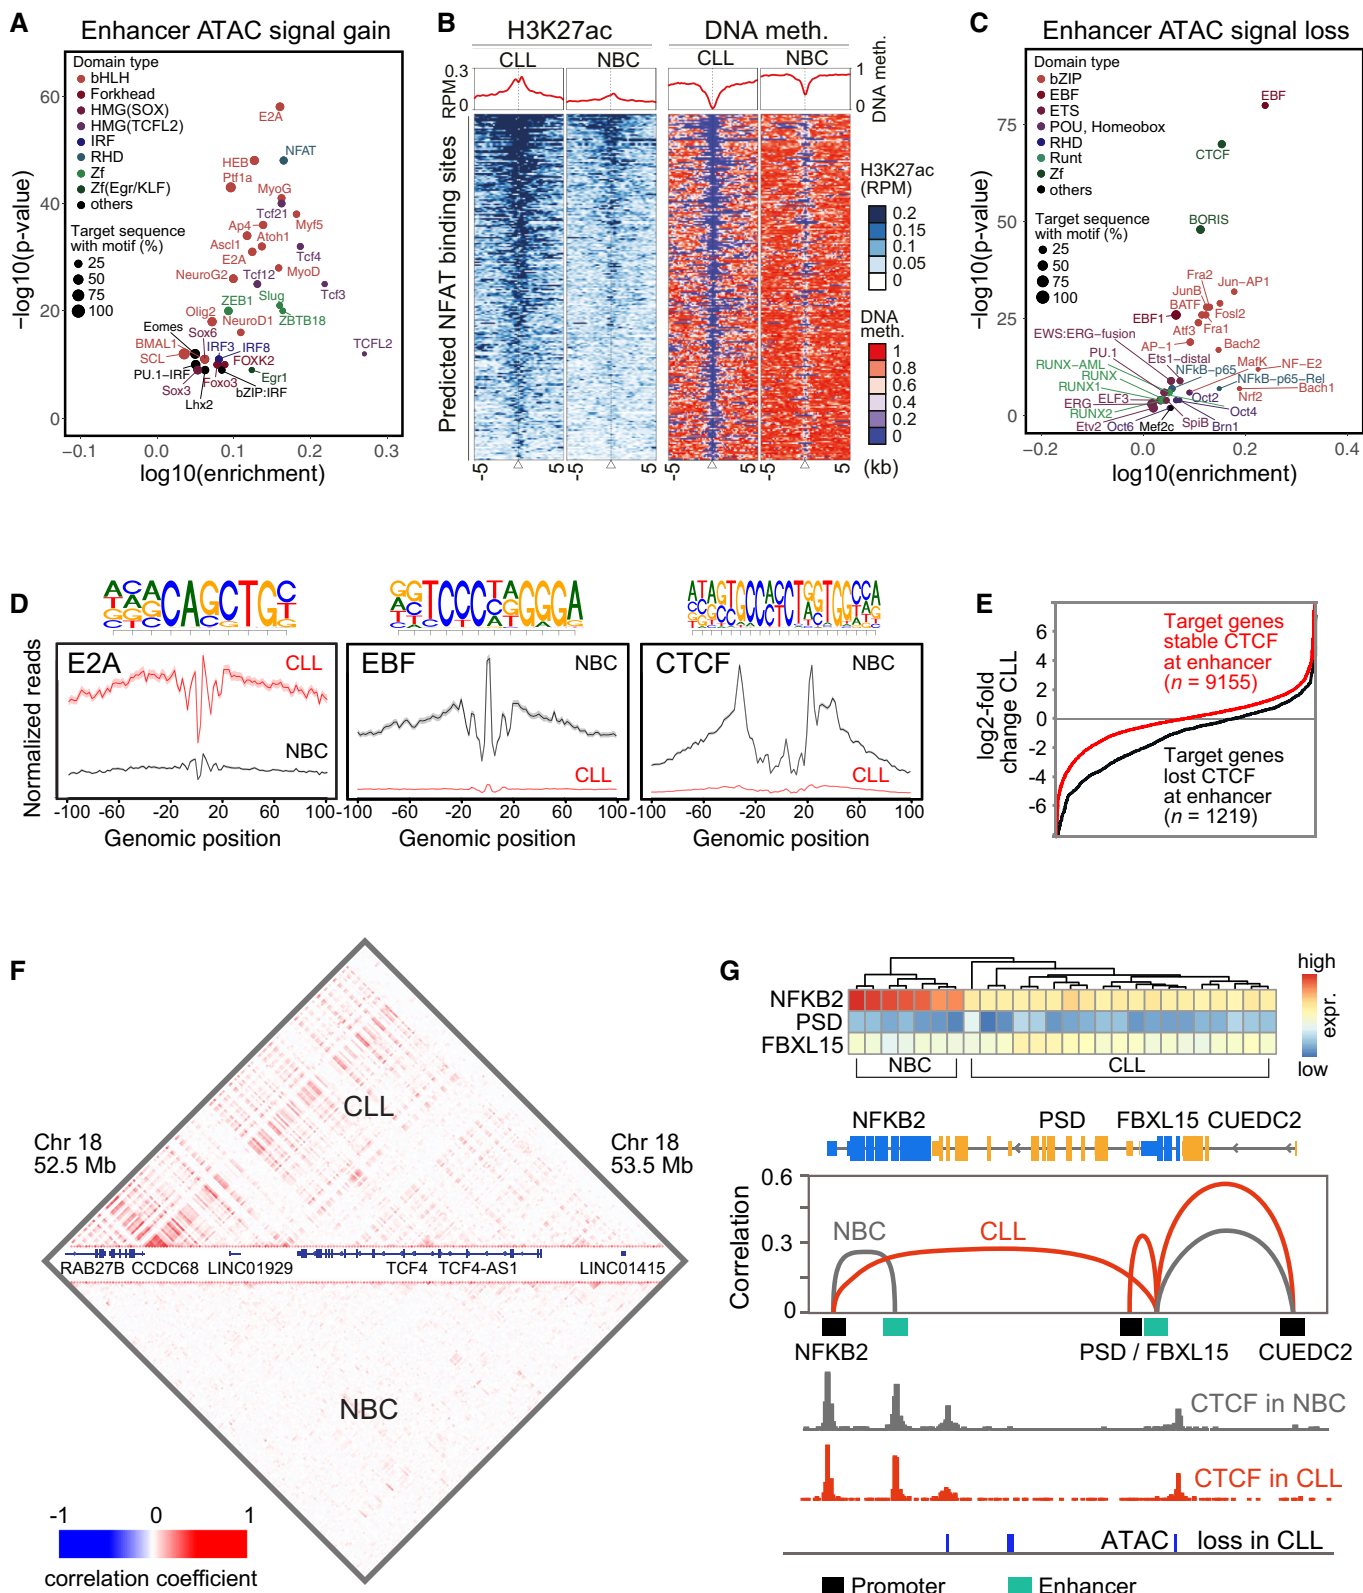 A
Enhancer ATAC signal gain
Domain type
bHLH
Forkhead
HMG(SOX)
HMG(TCFL2)
IRF
RHD
Zf
Zf(Egr/KLF)
others
Target sequence
with motif (%)
25
50
75
100
E2A
HEB
NFAT
Ptf1a
MyoG
Tcf21
Myf5
Ap4
Atoh1
Ascl1
E2A
Tcf4
NeuroG2
Tcf12
MyoD
Tcf3
ZEB1
Slug
ZBTB18
Olig2
NeuroD1
Eomes
Sox6
BMAL1
IRF3
IRF8
SCL
FOXK2
TCFL2
PU.1-IRF
Foxo3
Egr1
Sox3
bZIP:IRF
Lhx2
60
40
20
0
−0.1
0.0
0.1
0.2
0.3
−log10(p-value)
log10(enrichment)
B
H3K27ac
DNA meth.
CLL
NBC
CLL
NBC
0.3
RPM
0
1
DNA meth.
0
Predicted NFAT binding sites
H3K27ac
(RPM)
0.2
0.15
0.1
0.05
0
DNA
meth.
1
0.8
0.6
0.4
0.2
0
-5
5
-5
5
-5
5
-5
5
(kb)
C
Enhancer ATAC signal loss
Domain type
bZIP
EBF
ETS
POU, Homeobox
RHD
Runt
Zf
others
Target sequence
with motif (%)
25
50
75
100
EBF
CTCF
BORIS
Fra2
Jun-AP1
JunB
BATF
Fosl2
EBF1
Atf3
Fra1
EWS:ERG-fusion
AP-1
Bach2
PU.1
Ets1-distal
MafK
NF-E2
RUNX-AML
NFkB-p65
RUNX
NFkB-p65-Rel
RUNX1
Bach1
ERG
ELF3
Oct2
Nrf2
RUNX2
Oct4
Etv2
Oct6
Mef2c
SpiB
Brn1
75
50
25
0
−0.2
0.0
0.2
0.4
−log10(p-value)
log10(enrichment)
D
E2A
CLL
NBC
EBF
NBC
CLL
CTCF
NBC
CLL
Normalized reads
-100
-60
-20
20
60
100
-100
-60
-20
20
60
100
-100
-60
-20
20
60
100
Genomic position
Genomic position
Genomic position
E
Target genes
stable CTCF
at enhancer
(n = 9155)
Target genes
lost CTCF
at enhancer
(n = 1219)
6
4
2
0
-2
-4
-6
log2-fold
change CLL
F
CLL
Chr 18
52.5 Mb
Chr 18
53.5 Mb
RAB27B
CCDC68
LINC01929
TCF4
TCF4-AS1
LINC01415
NBC
-1
0
1
correlation coefficient
G
NFKB2
PSD
FBXL15
NBC
CLL
high
expr.
low
NFKB2
PSD
FBXL15
CUEDC2
0.6
0.3
0
Correlation
NBC
CLL
NFKB2
PSD / FBXL15
CUEDC2
CTCF in NBC
CTCF in CLL
ATAC loss in CLL
Promoter
Enhancer